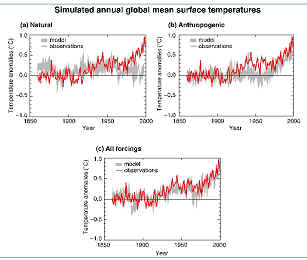 Simulated annual global mean surface temperatures
(a) Natural
(b) Anthropogenic
Temperature anomalies (°C)
1.0
0.5
0.0
−0.5
−1.0
model
observations
1850
1900
1950
2000
Year
Temperature anomalies (°C)
1.0
0.5
0.0
−0.5
−1.0
model
observations
1850
1900
1950
2000
Year
(c) All forcings
Temperature anomalies (°C)
1.0
0.5
0.0
−0.5
−1.0
model
observations
1850
1900
1950
2000
Year